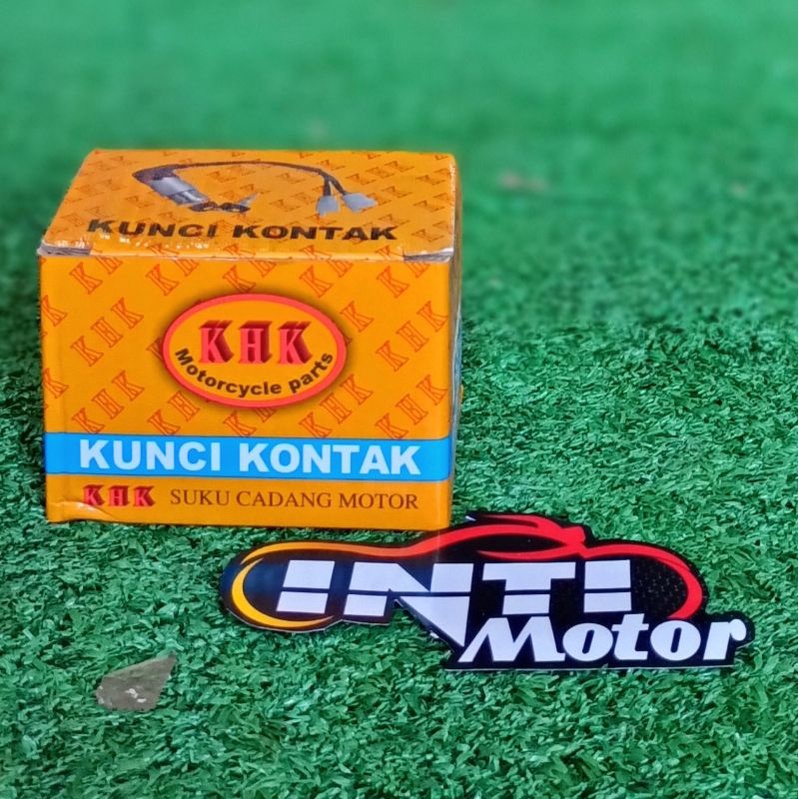 KUNCI KONTAK
KHK
Motorcycle parts
KUNCI KONTAK
KHK SUKU CADANG MOTOR
INTI
Motor